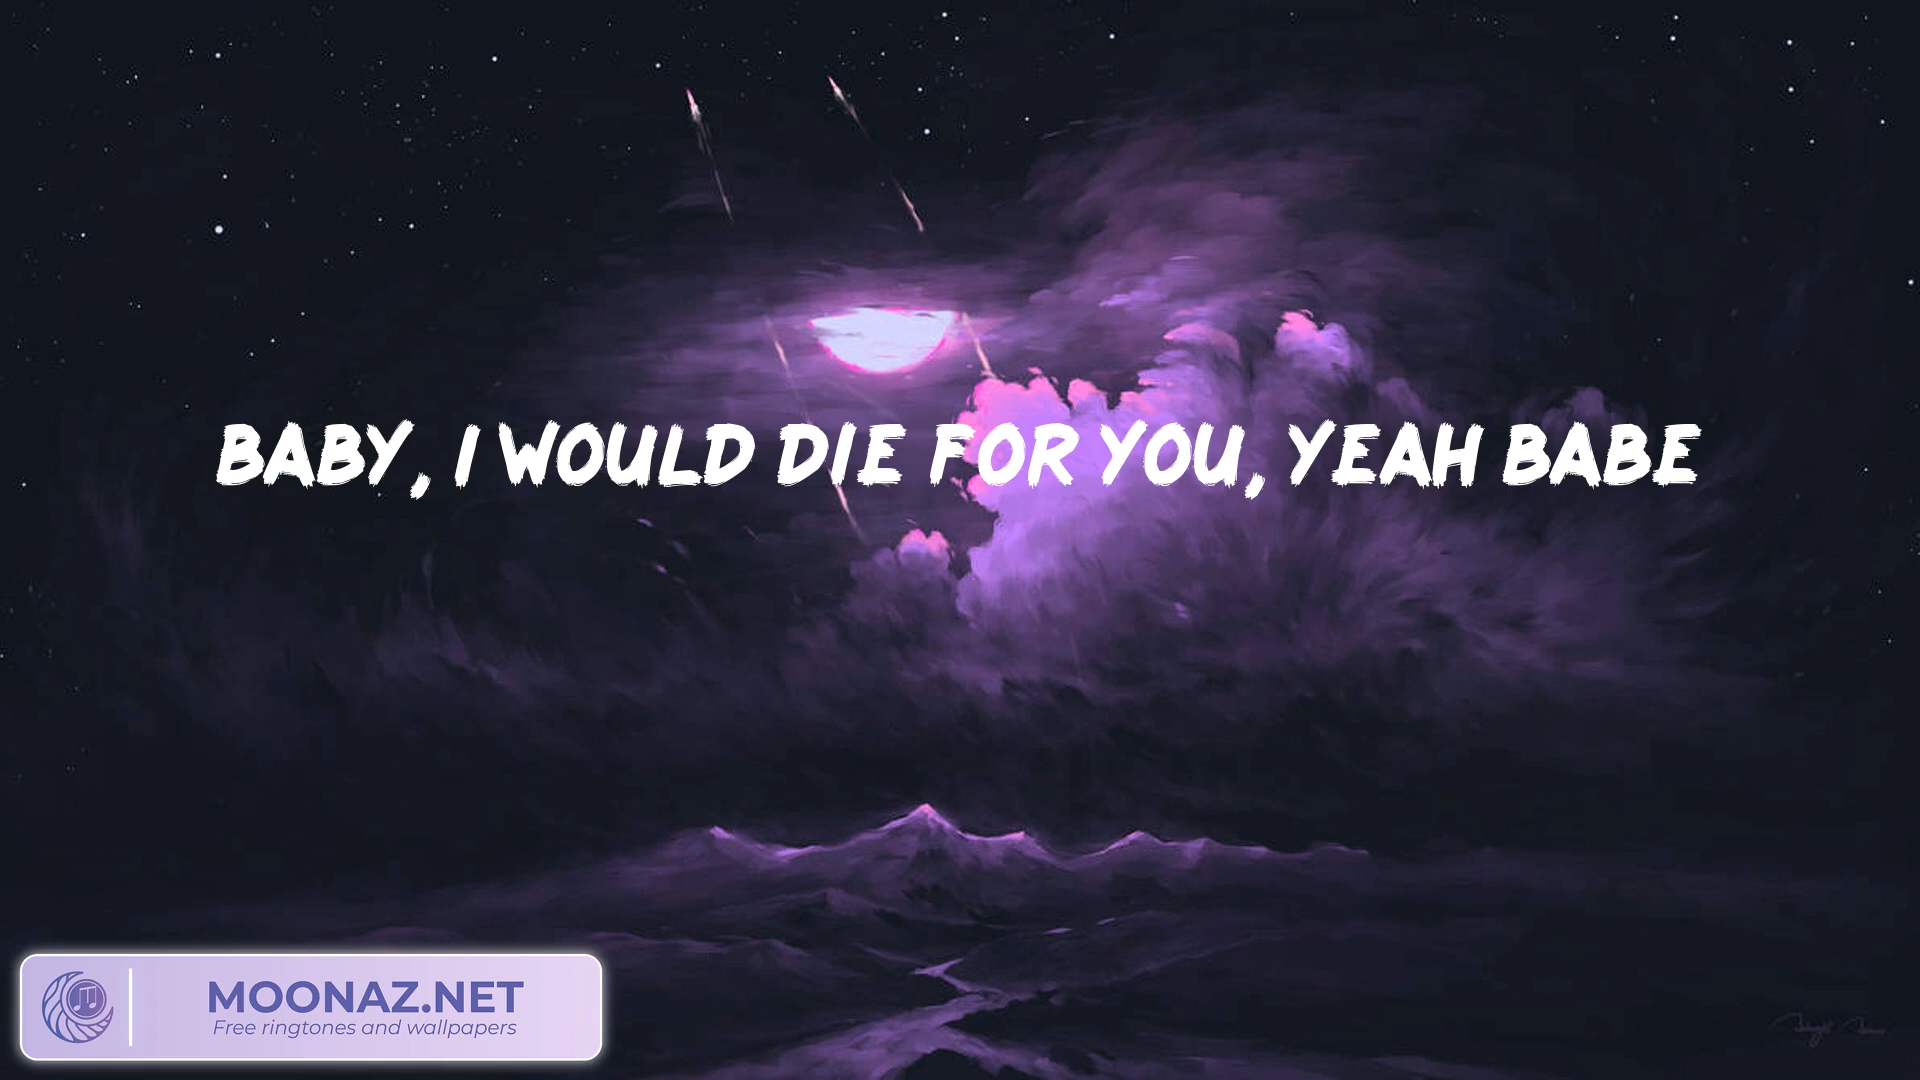 BABY, I WOULD DIE FOR YOU, YEAH BABE
MOONAZ.NET
Free ringtones and wallpapers